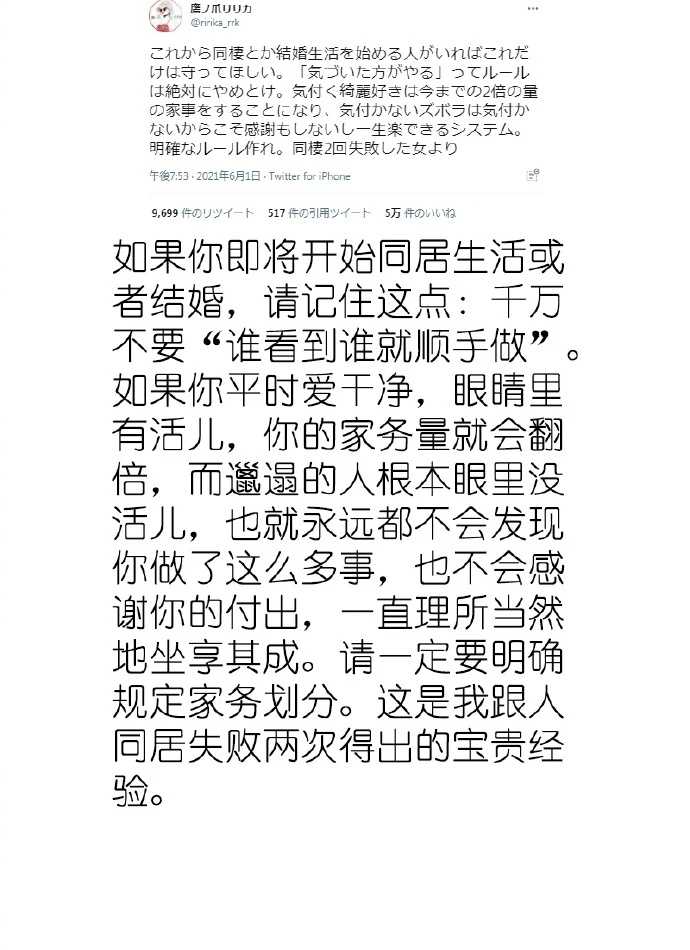 鷹ノ爪リリカ
@ririka_rrk
これから同棲とか結婚生活を始める人がいればこれだ
けは守ってほしい。「気づいた方がやる」ってルール
は絶対にやめとけ。気付く綺麗好きは今までの2倍の量
の家事をすることになり、気付かないズボラは気付か
ないからこそ感謝もしないし一生楽できるシステム。
明確なルール作れ。同棲2回失敗した女より
午後7:53 · 2021年6月1日 · Twitter for iPhone
9,699 件のリツイート 517 件の引用ツイート 5万 件のいいね
如果你即将开始同居生活或
者结婚，请记住这点：千万
不要“谁看到谁就顺手做”。
如果你平时爱干净，眼睛里
有活儿，你的家务量就会翻
倍，而邋遢的人根本眼里没
活儿，也就永远都不会发现
你做了这么多事，也不会感
谢你的付出，一直理所当然
地坐享其成。请一定要明确
规定家务划分。这是我跟人
同居失败两次得出的宝贵经
验。